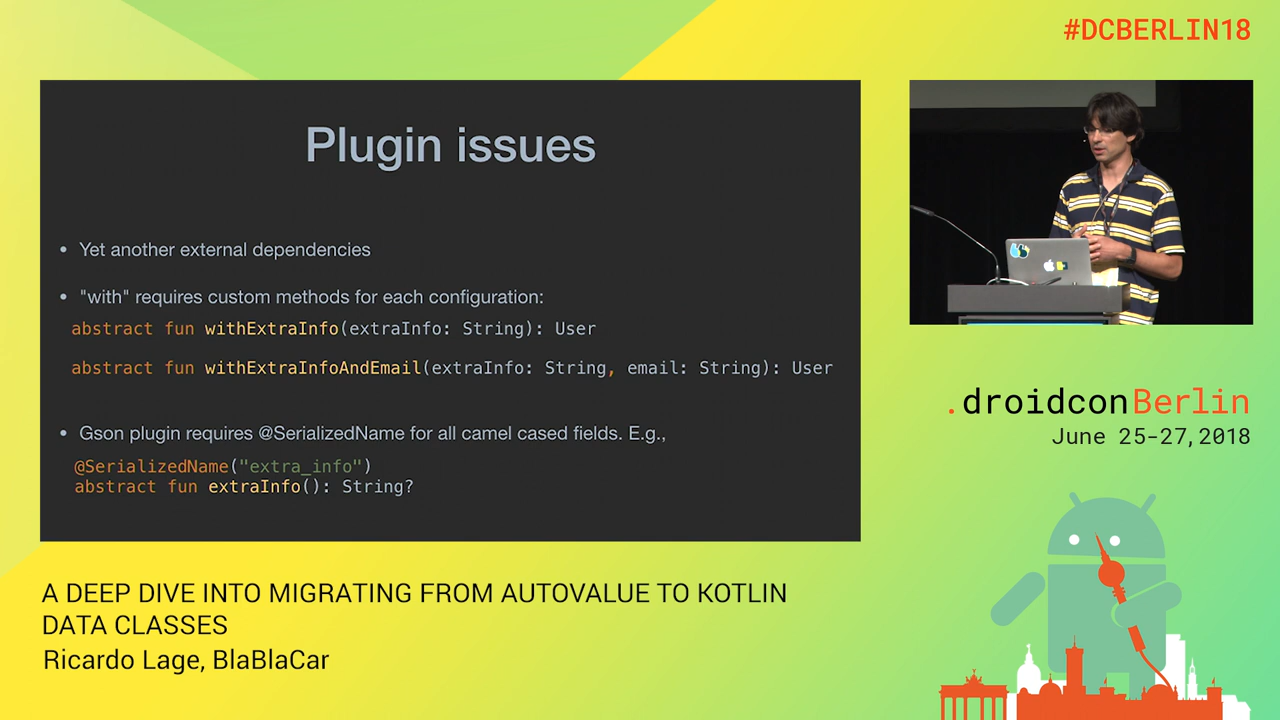 #DCBERLIN18
Plugin issues
• Yet another external dependencies
• "with" requires custom methods for each configuration:
abstract fun withExtraInfo(extraInfo: String): User
abstract fun withExtraInfoAndEmail(extraInfo: String, email: String): User
• Gson plugin requires @SerializedName for all camel cased fields. E.g.,
@SerializedName("extra_info")
abstract fun extraInfo(): String?
.droidconBerlin
June 25-27, 2018
A DEEP DIVE INTO MIGRATING FROM AUTOVALUE TO KOTLIN
DATA CLASSES
Ricardo Lage, BlaBlaCar